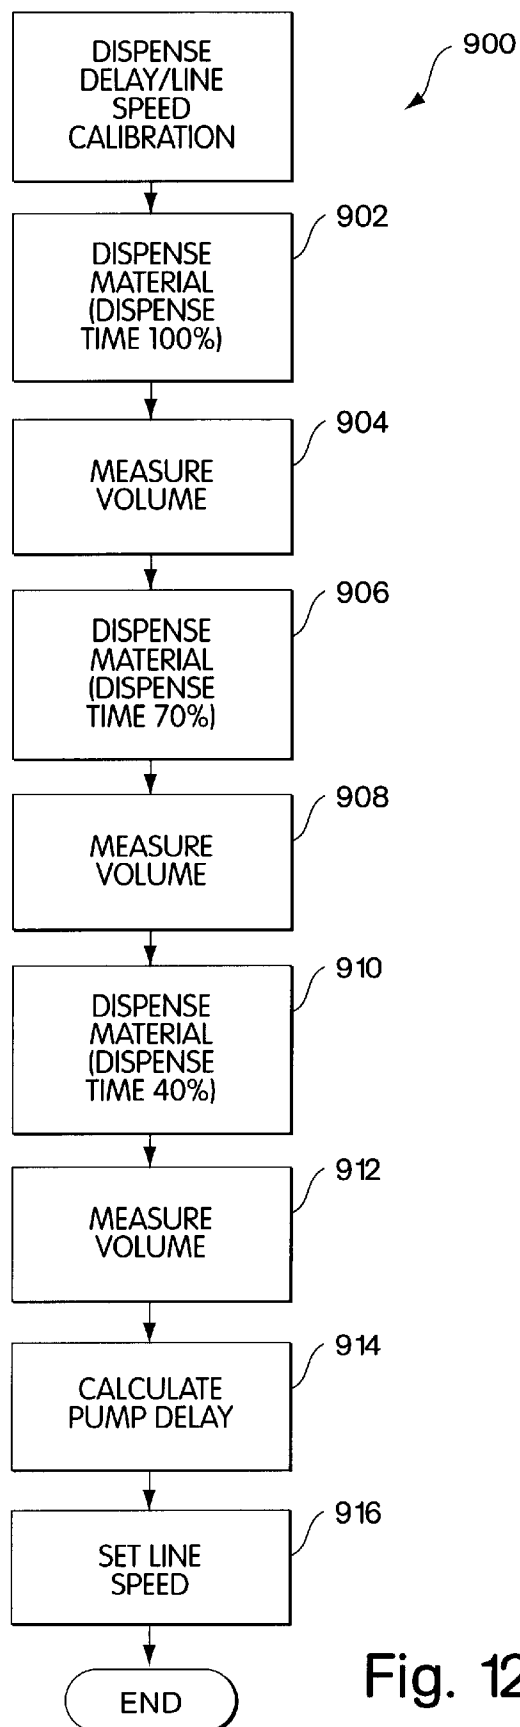 DISPENSE
DELAY/LINE
SPEED
CALIBRATION
900
902
DISPENSE
MATERIAL
(DISPENSE
TIME 100%)
904
MEASURE
VOLUME
906
DISPENSE
MATERIAL
(DISPENSE
TIME 70%)
908
MEASURE
VOLUME
910
DISPENSE
MATERIAL
(DISPENSE
TIME 40%)
912
MEASURE
VOLUME
914
CALCULATE
PUMP DELAY
916
SET LINE
SPEED
END
Fig. 12